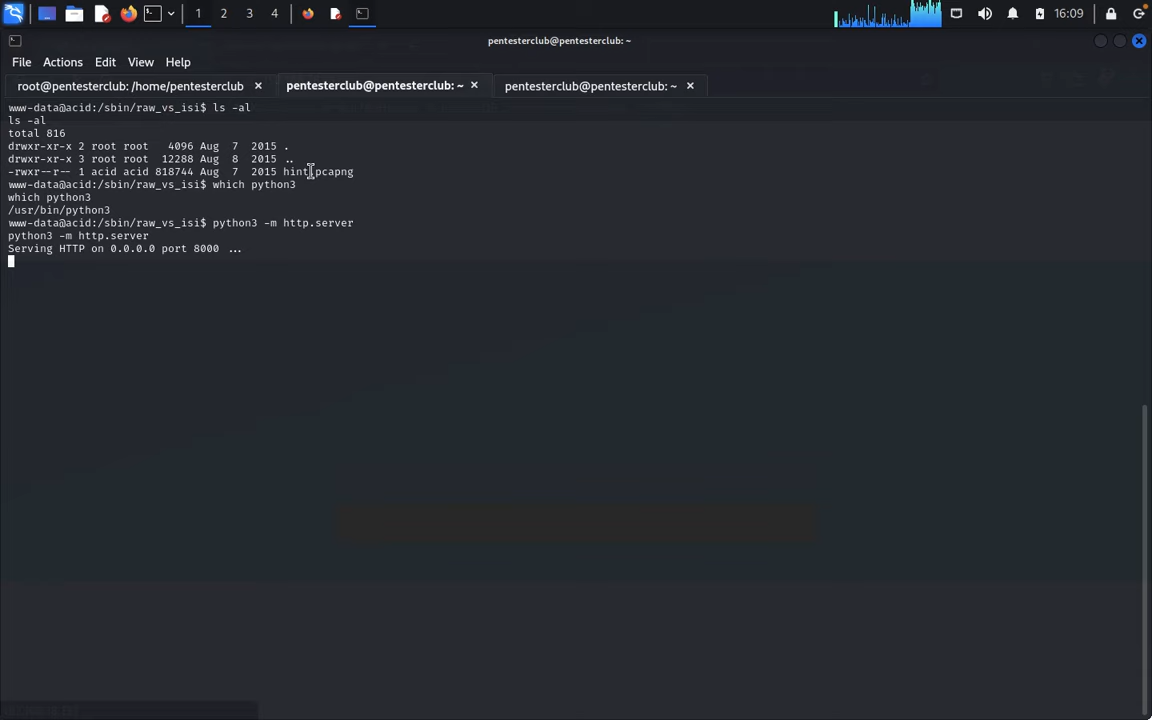 1 2 3 4 16:09
pentesterclub@pentesterclub: ~
File Actions Edit View Help
root@pentesterclub: /home/pentesterclub pentesterclub@pentesterclub: ~ pentesterclub@pentesterclub: ~
www-data@acid:/sbin/raw_vs_isi$ ls -al
ls -al
total 816
drwxr-xr-x 2 root root 4096 Aug 7 2015 .
drwxr-xr-x 3 root root 12288 Aug 8 2015 ..
-rwxr--r-- 1 acid acid 818744 Aug 7 2015 hint.pcapng
www-data@acid:/sbin/raw_vs_isi$ which python3
which python3
/usr/bin/python3
www-data@acid:/sbin/raw_vs_isi$ python3 -m http.server
python3 -m http.server
Serving HTTP on 0.0.0.0 port 8000 ...